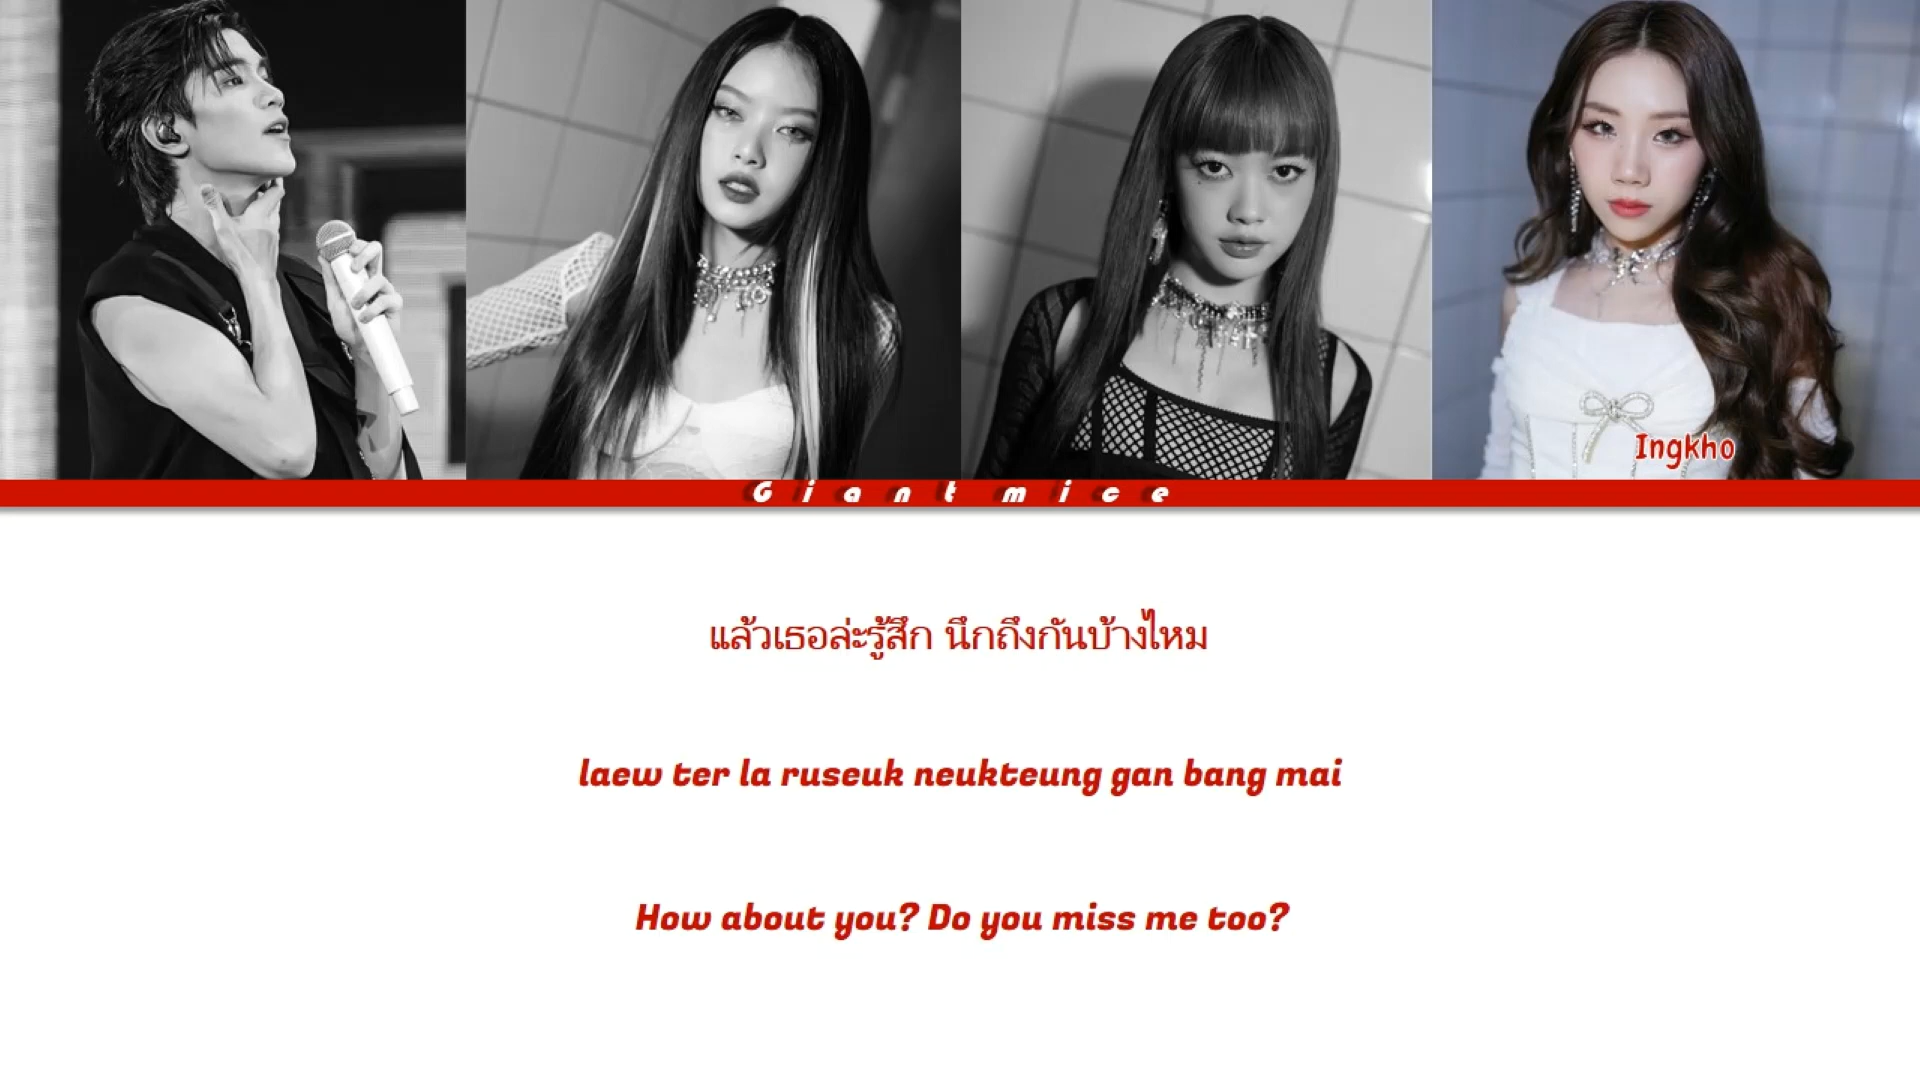 Ingkho
Giant mice
แล้วเธอล่ะรู้สึก นึกถึงกันบ้างไหม
laew ter la ruseuk neukteung gan bang mai
How about you? Do you miss me too?